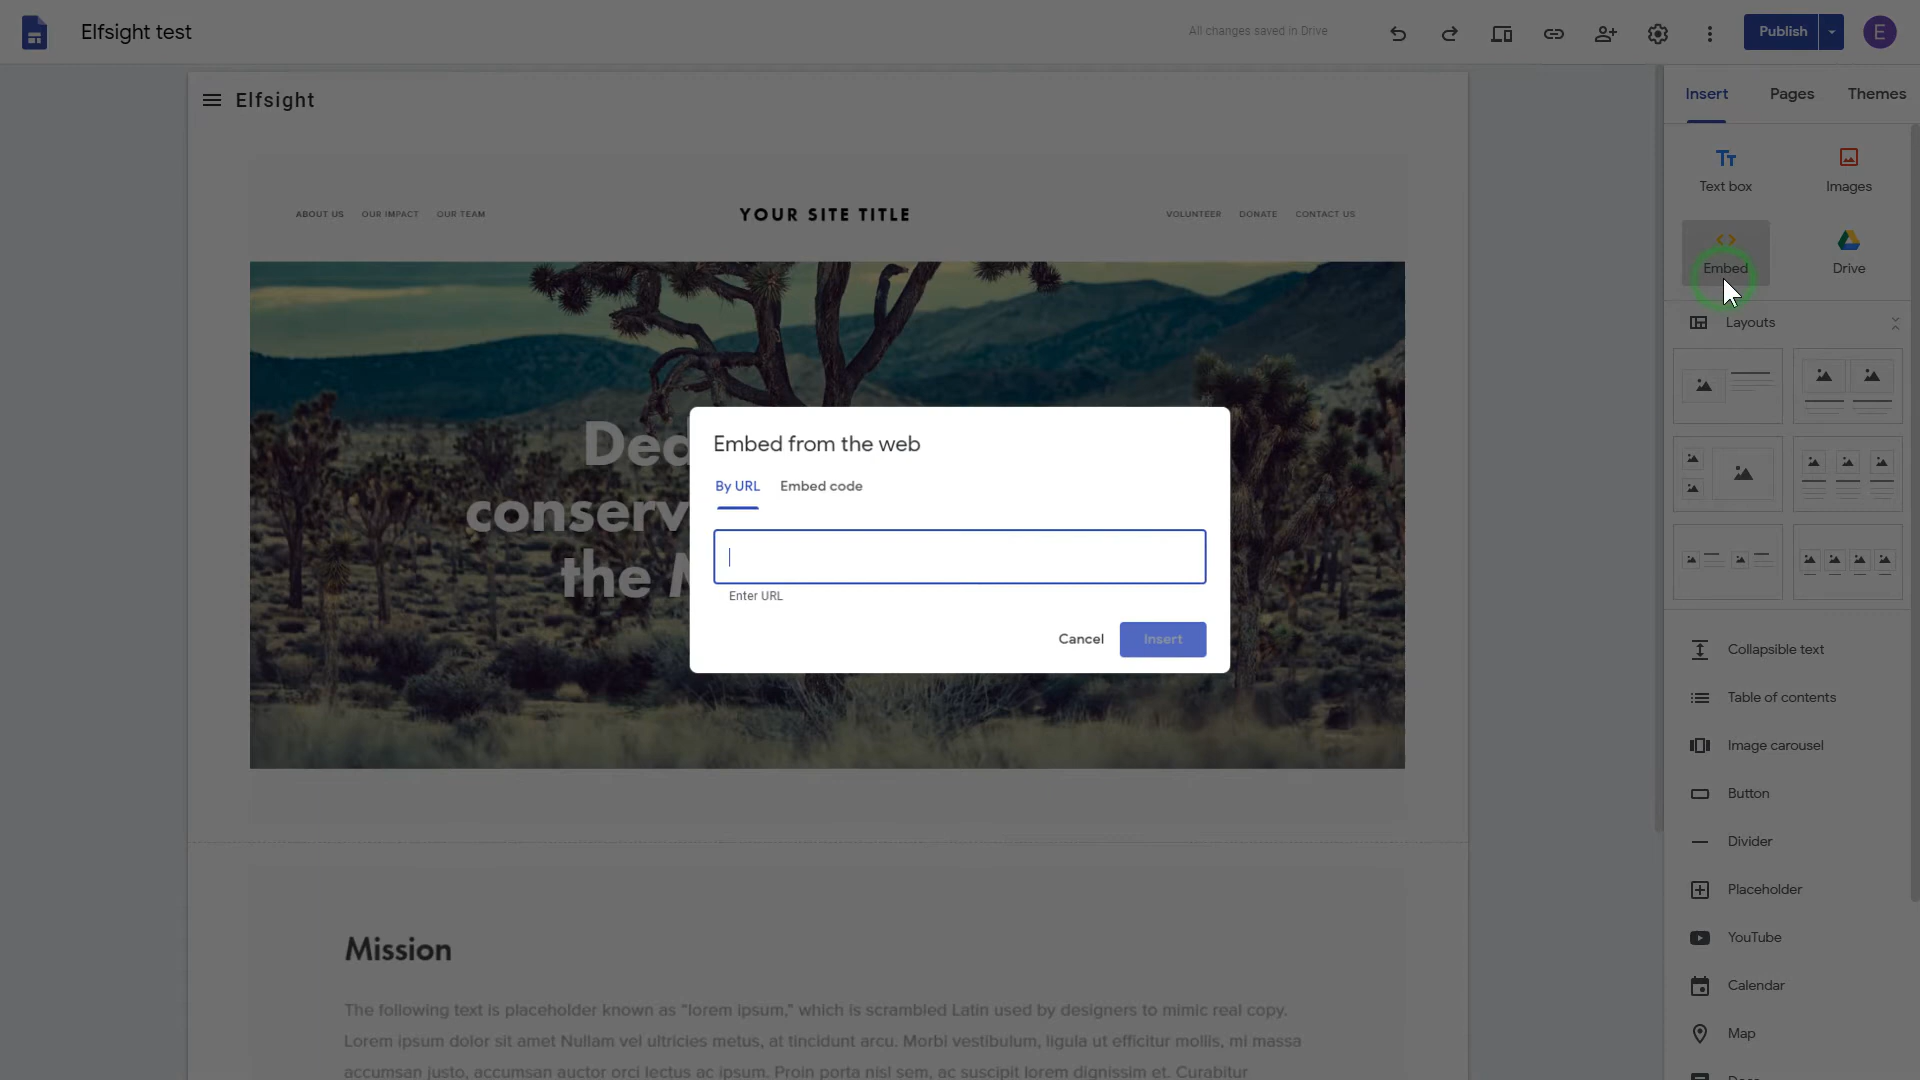 Elfsight test
All changes saved in Drive
Publish
E
Elfsight
Insert
Pages
Themes
Text box
Images
Embed
Drive
Layouts
ABOUT US
OUR IMPACT
OUR TEAM
YOUR SITE TITLE
VOLUNTEER
DONATE
CONTACT US
conserv
the
Embed from the web
By URL
Embed code
Enter URL
Cancel
Insert
Collapsible text
Table of contents
Image carousel
Button
Divider
Placeholder
YouTube
Calendar
Map
Mission
The following text is placeholder known as “lorem ipsum,” which is scrambled Latin used by designers to mimic real copy.
Lorem ipsum dolor sit amet Nullam vel ultricies metus, at tincidunt arcu. Morbi vestibulum, ligula ut efficitur mollis, mi massa
accumsan justo, accumsan auctor orci lectus ac ipsum. Proin porta nisl sem, ac suscipit lorem dignissim et. Curabitur